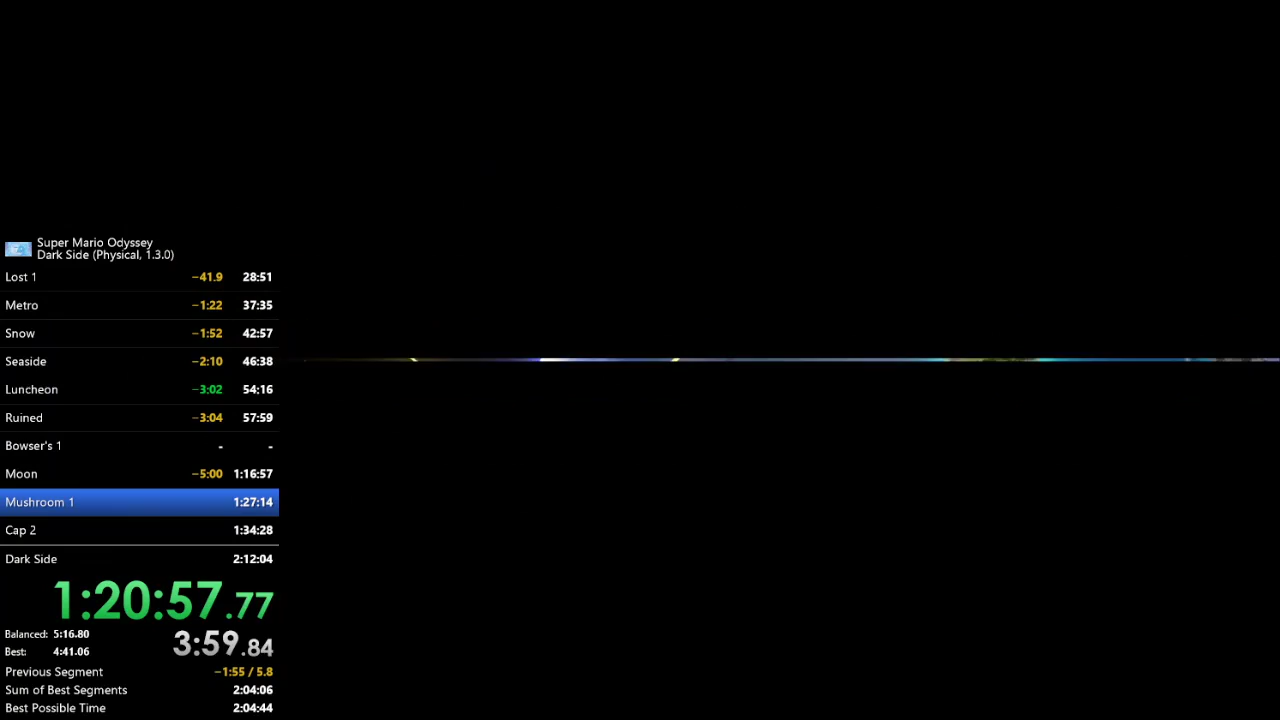 Super Mario Odyssey
Dark Side (Physical, 1.3.0)
Lost 1 −41.9 28:51
Metro −1:22 37:35
Snow −1:52 42:57
Seaside −2:10 46:38
Luncheon −3:02 54:16
Ruined −3:04 57:59
Bowser's 1 - -
Moon −5:00 1:16:57
Mushroom 1 1:27:14
Cap 2 1:34:28
Dark Side 2:12:04
1:20:57.77
Balanced: 5:16.80
3:59.84
Best: 4:41.06
Previous Segment −1:55 / 5.8
Sum of Best Segments 2:04:06
Best Possible Time 2:04:44